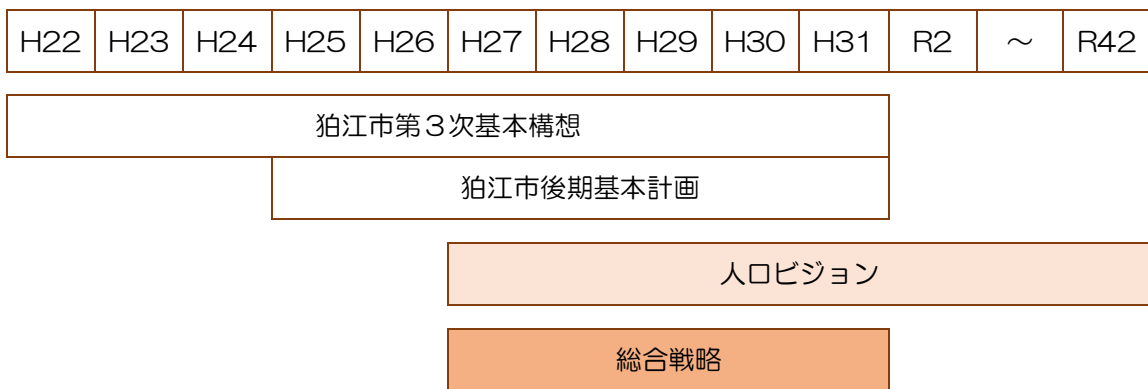 H22 H23 H24 H25 H26 H27 H28 H29 H30 H31 R2 ～ R42
狛江市第３次基本構想
狛江市後期基本計画
人口ビジョン
総合戦略